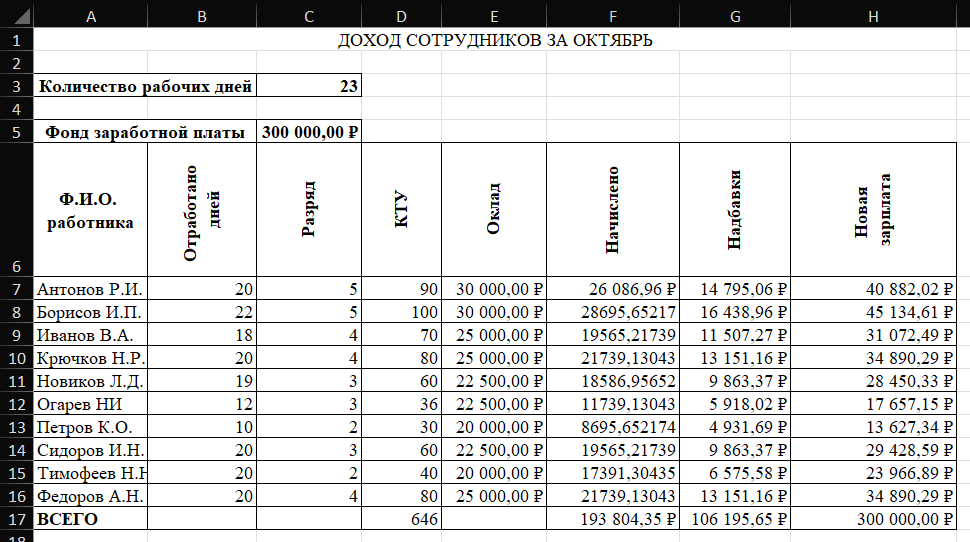 A B C D E F G H
1 ДОХОД СОТРУДНИКОВ ЗА ОКТЯБРЬ
2
3 Количество рабочих дней 23
4
5 Фонд заработной платы 300 000,00 ₽
6 Ф.И.О. работника Отработано дней Разряд КТУ Оклад Начислено Надбавки Новая зарплата
7 Антонов Р.И. 20 5 90 30 000,00 ₽ 26 086,96 ₽ 14 795,06 ₽ 40 882,02 ₽
8 Борисов И.П. 22 5 100 30 000,00 ₽ 28695,65217 16 438,96 ₽ 45 134,61 ₽
9 Иванов В.А. 18 4 70 25 000,00 ₽ 19565,21739 11 507,27 ₽ 31 072,49 ₽
10 Крючков Н.Р. 20 4 80 25 000,00 ₽ 21739,13043 13 151,16 ₽ 34 890,29 ₽
11 Новиков Л.Д. 19 3 60 22 500,00 ₽ 18586,95652 9 863,37 ₽ 28 450,33 ₽
12 Огарев НИ 12 3 36 22 500,00 ₽ 11739,13043 5 918,02 ₽ 17 657,15 ₽
13 Петров К.О. 10 2 30 20 000,00 ₽ 8695,652174 4 931,69 ₽ 13 627,34 ₽
14 Сидоров И.Н. 20 3 60 22 500,00 ₽ 19565,21739 9 863,37 ₽ 29 428,59 ₽
15 Тимофеев Н.Н 20 2 40 20 000,00 ₽ 17391,30435 6 575,58 ₽ 23 966,89 ₽
16 Федоров А.Н. 20 4 80 25 000,00 ₽ 21739,13043 13 151,16 ₽ 34 890,29 ₽
17 ВСЕГО 646 193 804,35 ₽ 106 195,65 ₽ 300 000,00 ₽
18